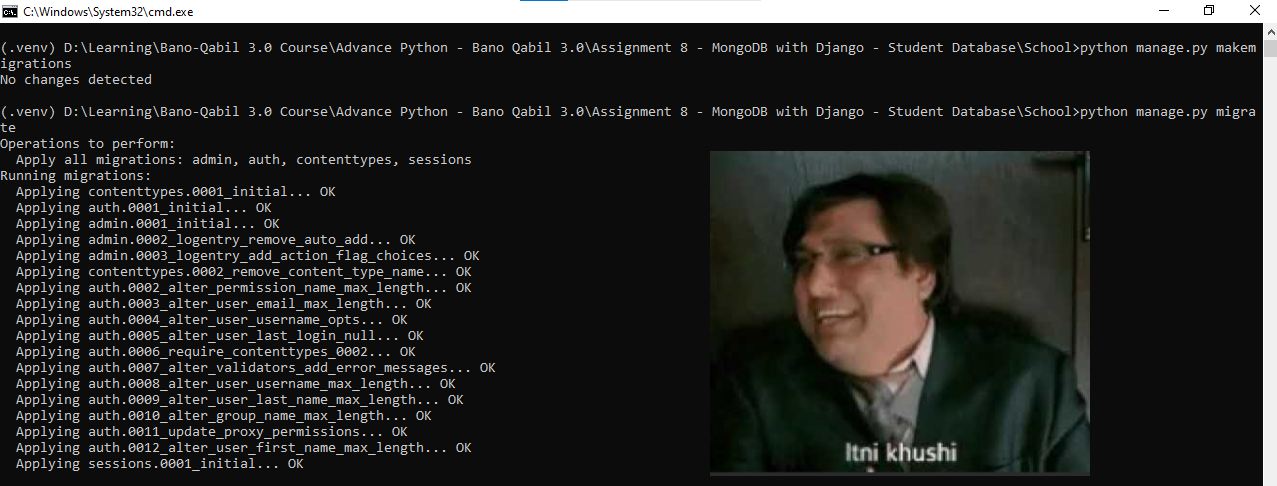 C:\Windows\System32\cmd.exe
(.venv) D:\Learning\Bano-Qabil 3.0 Course\Advance Python - Bano Qabil 3.0\Assignment 8 - MongoDB with Django - Student Database\School>python manage.py makem
igrations
No changes detected
(.venv) D:\Learning\Bano-Qabil 3.0 Course\Advance Python - Bano Qabil 3.0\Assignment 8 - MongoDB with Django - Student Database\School>python manage.py migra
te
Operations to perform:
  Apply all migrations: admin, auth, contenttypes, sessions
Running migrations:
  Applying contenttypes.0001_initial... OK
  Applying auth.0001_initial... OK
  Applying admin.0001_initial... OK
  Applying admin.0002_logentry_remove_auto_add... OK
  Applying admin.0003_logentry_add_action_flag_choices... OK
  Applying contenttypes.0002_remove_content_type_name... OK
  Applying auth.0002_alter_permission_name_max_length... OK
  Applying auth.0003_alter_user_email_max_length... OK
  Applying auth.0004_alter_user_username_opts... OK
  Applying auth.0005_alter_user_last_login_null... OK
  Applying auth.0006_require_contenttypes_0002... OK
  Applying auth.0007_alter_validators_add_error_messages... OK
  Applying auth.0008_alter_user_username_max_length... OK
  Applying auth.0009_alter_user_last_name_max_length... OK
  Applying auth.0010_alter_group_name_max_length... OK
  Applying auth.0011_update_proxy_permissions... OK
  Applying auth.0012_alter_user_first_name_max_length... OK
  Applying sessions.0001_initial... OK
Itni khushi